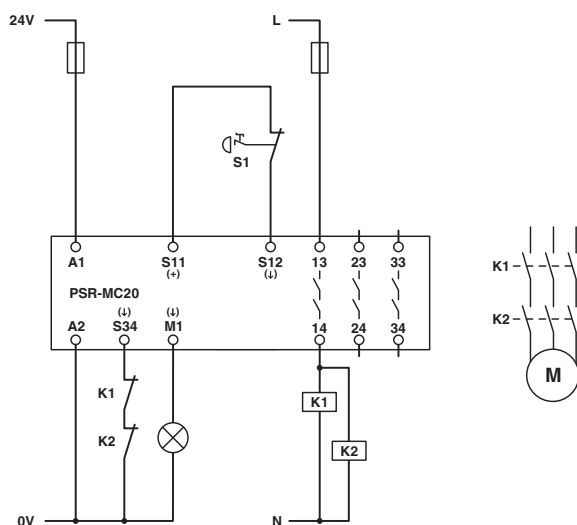 24V
L
S1
A1
S11
(+)
S12
(↓)
13
23
33
PSR-MC20
A2
(↓)
S34
(↓)
M1
14
24
34
K1
K2
K1
K2
K1
K2
M
0V
N